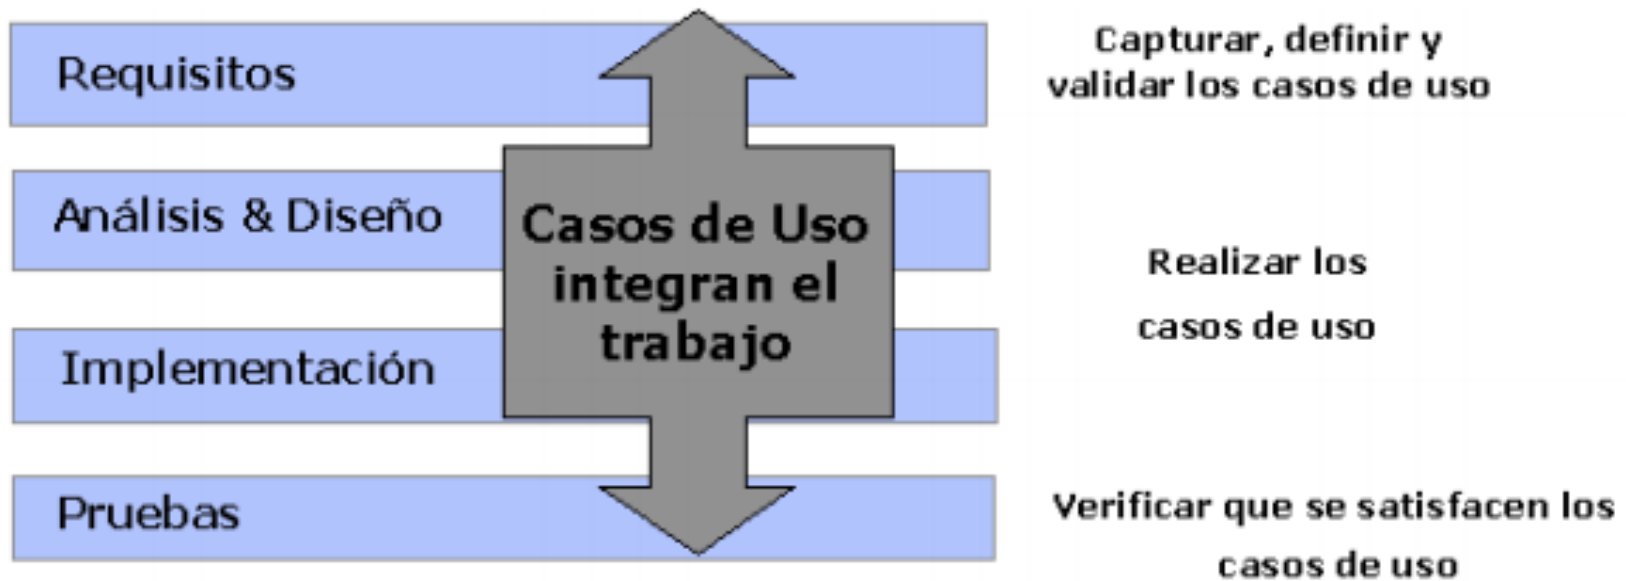 Requisitos
Capturar, definir y
validar los casos de uso
Análisis & Diseño
Casos de Uso
integran el
trabajo
Realizar los
casos de uso
Implementación
Pruebas
Verificar que se satisfacen los
casos de uso